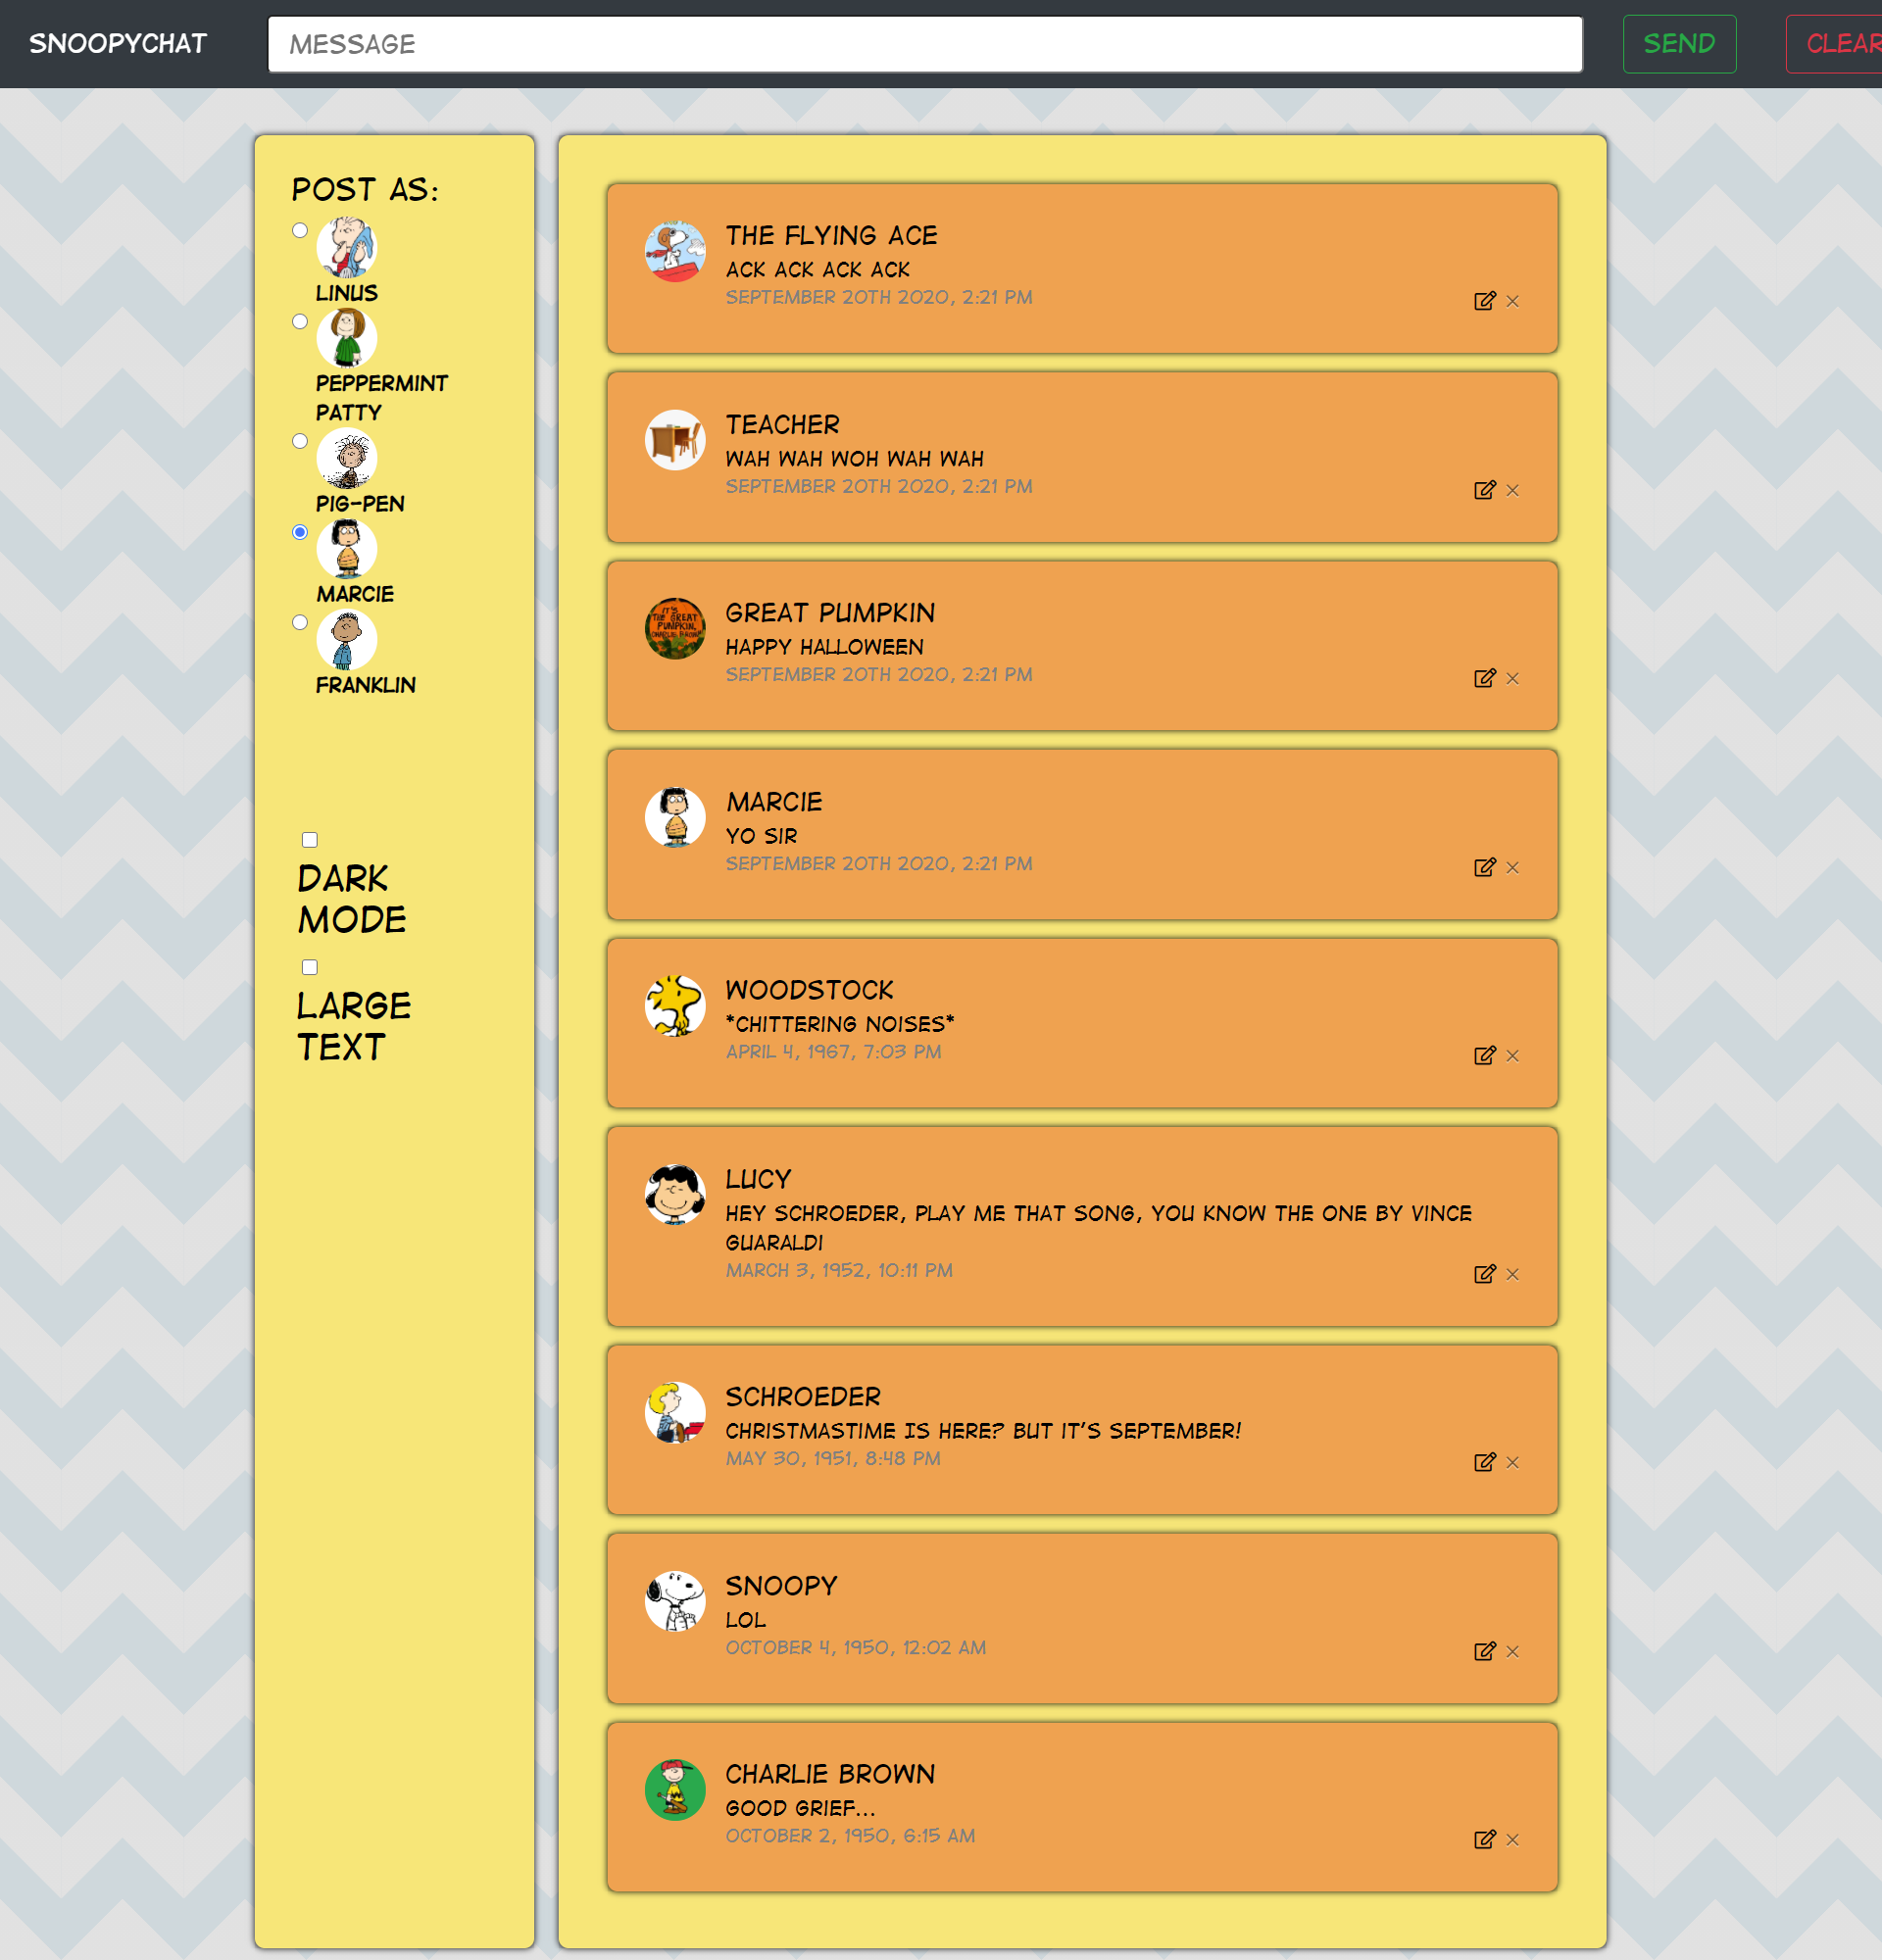 SNOOPYCHAT
MESSAGE
SEND
CLEAR
POST AS:
LINUS
PEPPERMINT
PATTY
PIG-PEN
MARCIE
FRANKLIN
DARK
MODE
LARGE
TEXT
THE FLYING ACE
ACK ACK ACK ACK
SEPTEMBER 20TH 2020, 2:21 PM
TEACHER
WAH WAH WOH WAH WAH
SEPTEMBER 20TH 2020, 2:21 PM
IT'S
THE GREAT
PUMPKIN,
CHARLIE BROWN
GREAT PUMPKIN
HAPPY HALLOWEEN
SEPTEMBER 20TH 2020, 2:21 PM
MARCIE
YO SIR
SEPTEMBER 20TH 2020, 2:21 PM
WOODSTOCK
*CHITTERING NOISES*
APRIL 4, 1967, 7:03 PM
LUCY
HEY SCHROEDER, PLAY ME THAT SONG, YOU KNOW THE ONE BY VINCE
GUARALDI
MARCH 3, 1952, 10:11 PM
SCHROEDER
CHRISTMASTIME IS HERE? BUT IT'S SEPTEMBER!
MAY 30, 1951, 8:48 PM
SNOOPY
LOL
OCTOBER 4, 1950, 12:02 AM
CHARLIE BROWN
GOOD GRIEF...
OCTOBER 2, 1950, 6:15 AM